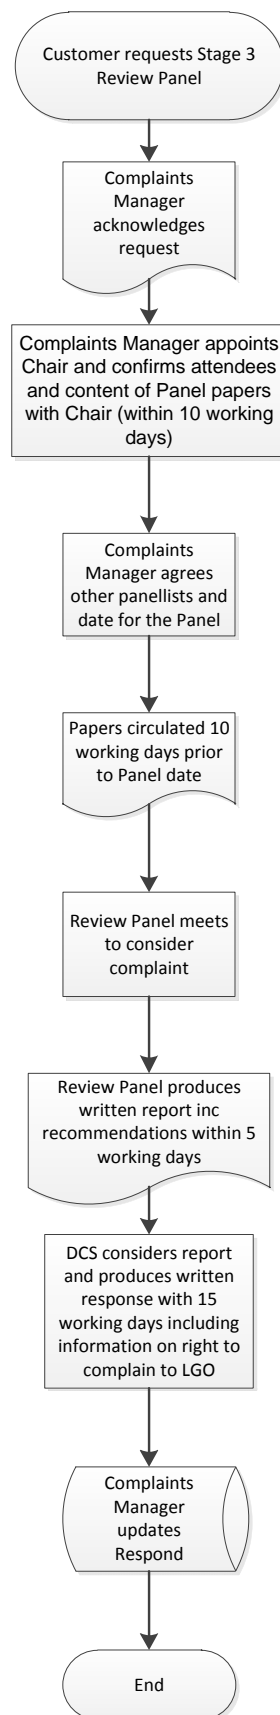 Customer requests Stage 3
Review Panel
Complaints
Manager
acknowledges
request
Complaints Manager appoints
Chair and confirms attendees
and content of Panel papers
with Chair (within 10 working
days)
Complaints
Manager agrees
other panellists and
date for the Panel
Papers circulated 10
working days prior
to Panel date
Review Panel meets
to consider
complaint
Review Panel produces
written report inc
recommendations within 5
working days
DCS considers report
and produces written
response with 15
working days including
information on right to
complain to LGO
Complaints
Manager
updates
Respond
End